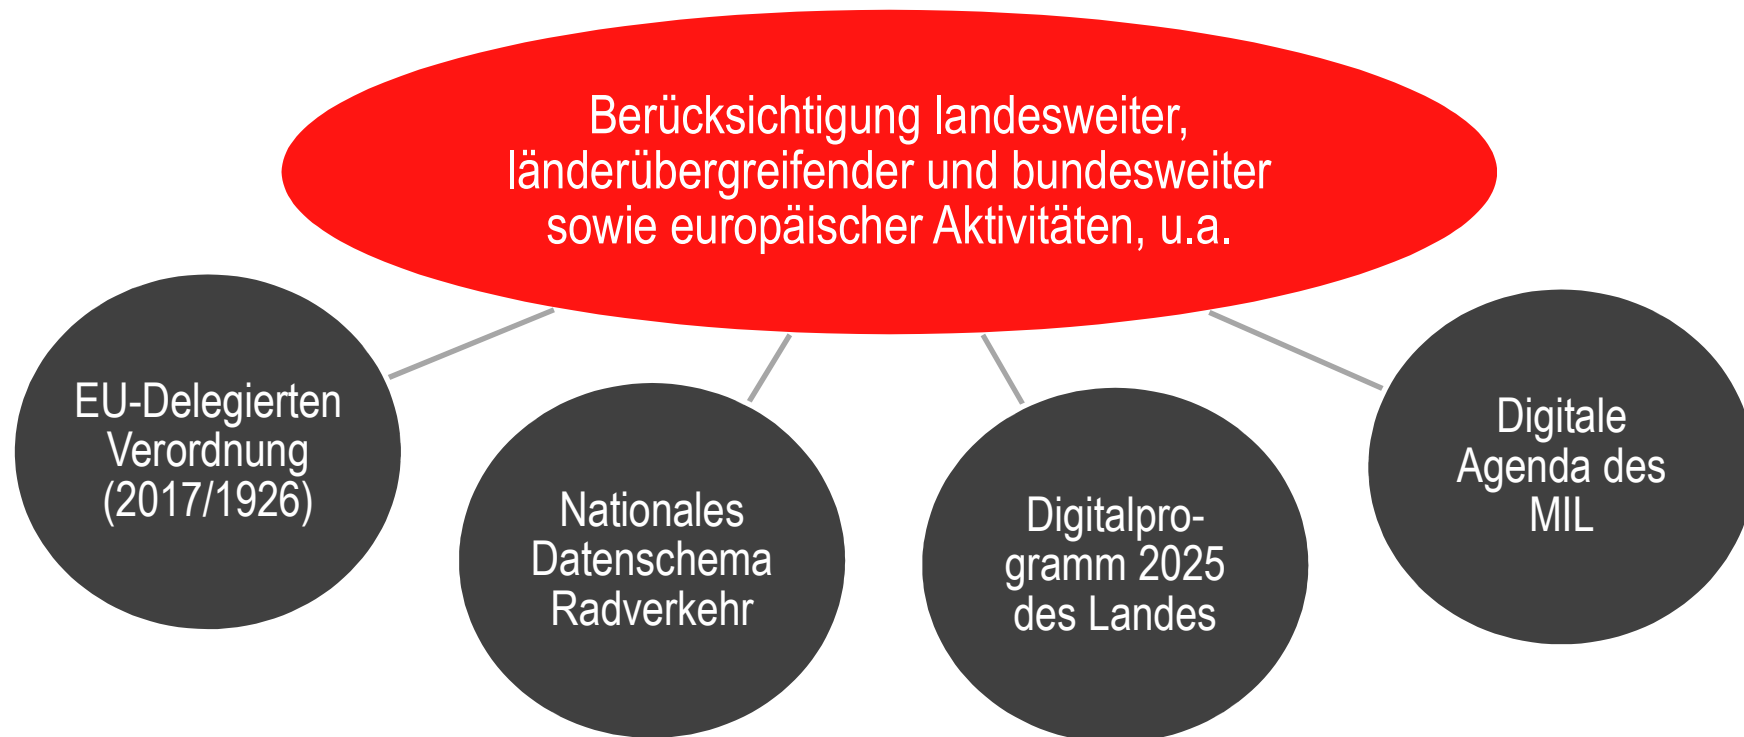 Berücksichtigung landesweiter,
länderübergreifender und bundesweiter
sowie europäischer Aktivitäten, u.a.
EU-Delegierten
Verordnung
(2017/1926)
Nationales
Datenschema
Radverkehr
Digitalpro-
gramm 2025
des Landes
Digitale
Agenda des
MIL